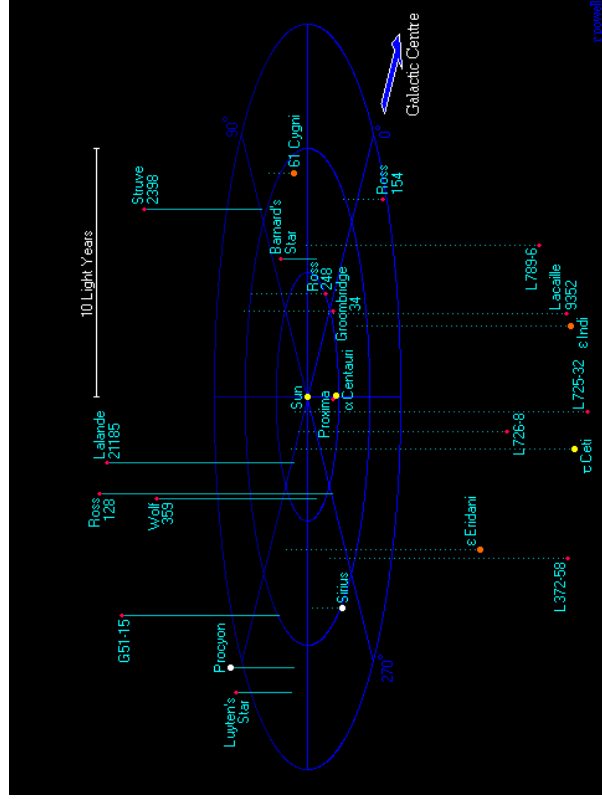 rpowell
Galactic Centre
0°
90°
61 Cygni
10 Light Years
Struve
2398
Ross
154
Barnard's
Star
Ross
248
Groombridge
34
L789-6
Lacaille
9352
ε Indi
Sun
Proxima
α Centauri
L725-32
L726-8
τ Ceti
Lalande
21185
Ross
128
Wolf
359
ε Eridani
L372-58
Sirius
G51-15
Procyon
Luyten's
Star
270°